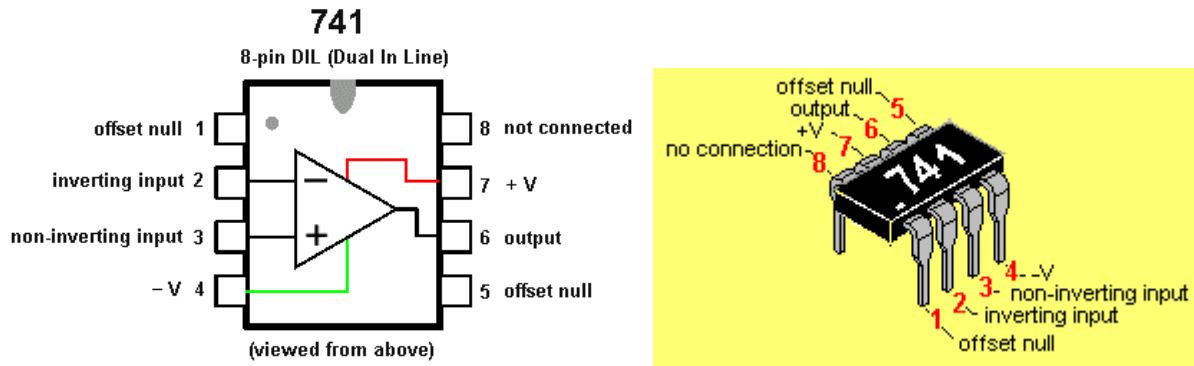 741
8-pin DIL (Dual In Line)
offset null 1
8 not connected
inverting input 2
7 + V
non-inverting input 3
6 output
– V 4
5 offset null
−
+
(viewed from above)
offset null
5
output
6
+V
7
no connection
8
741
4 -V
3 non-inverting input
2 inverting input
1 offset null